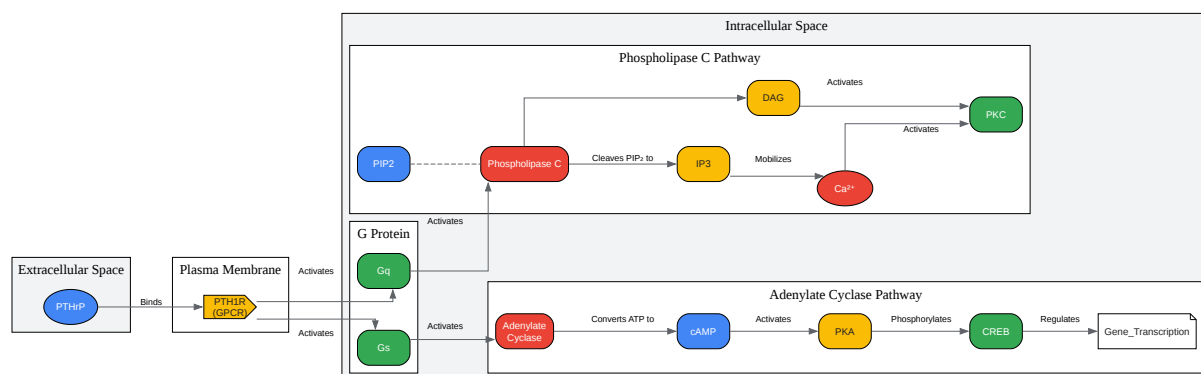 Intracellular Space
Phospholipase C Pathway
DAG
Activates
PKC
Activates
PIP2
Phospholipase C
Cleaves PIP₂ to
IP3
Mobilizes
Ca²⁺
Activates
G Protein
Gq
Gs
Extracellular Space
PTHrP
Binds
Plasma Membrane
PTH1R
(GPCR)
Activates
Activates
Activates
Adenylate Cyclase Pathway
Adenylate
Cyclase
Converts ATP to
cAMP
Activates
PKA
Phosphorylates
CREB
Regulates
Gene_Transcription